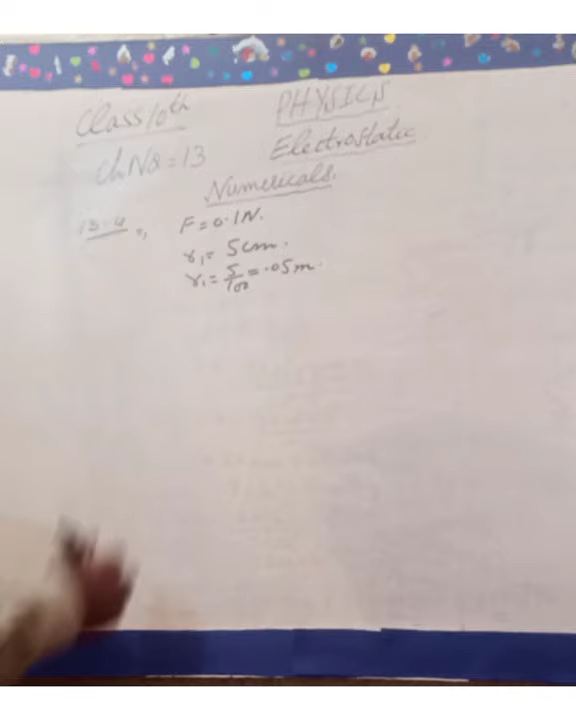 Class 10th
PHYSICS
Ch No = 13
Electrostatic
Numericals.
13.4 =, F = 0.1N.
r₁ = 5cm.
r₁ = 5/100 = .05m.